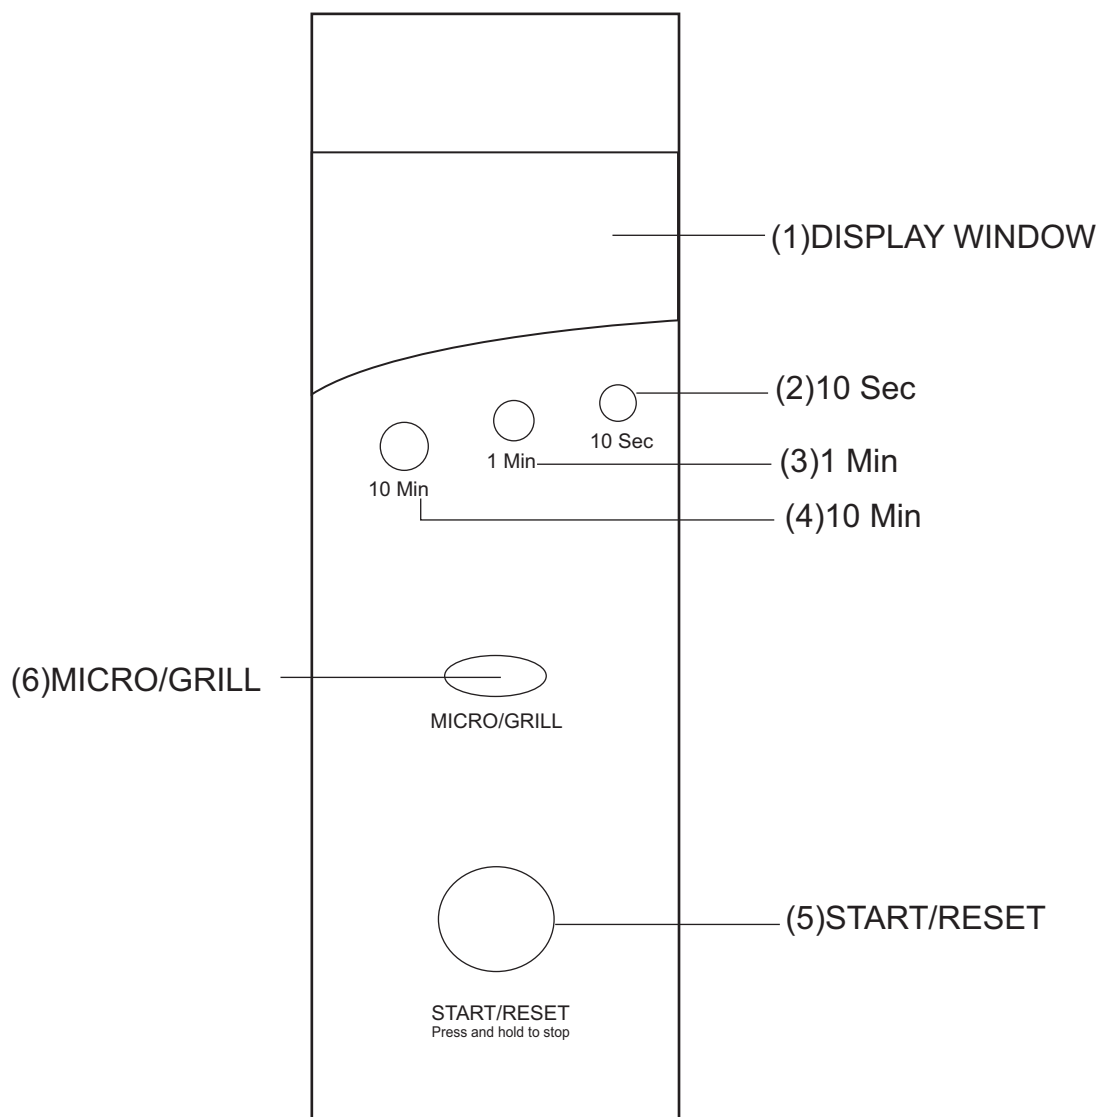 (1)DISPLAY WINDOW
(2)10 Sec
10 Sec
1 Min
(3)1 Min
10 Min
(4)10 Min
(6)MICRO/GRILL
MICRO/GRILL
(5)START/RESET
START/RESET
Press and hold to stop